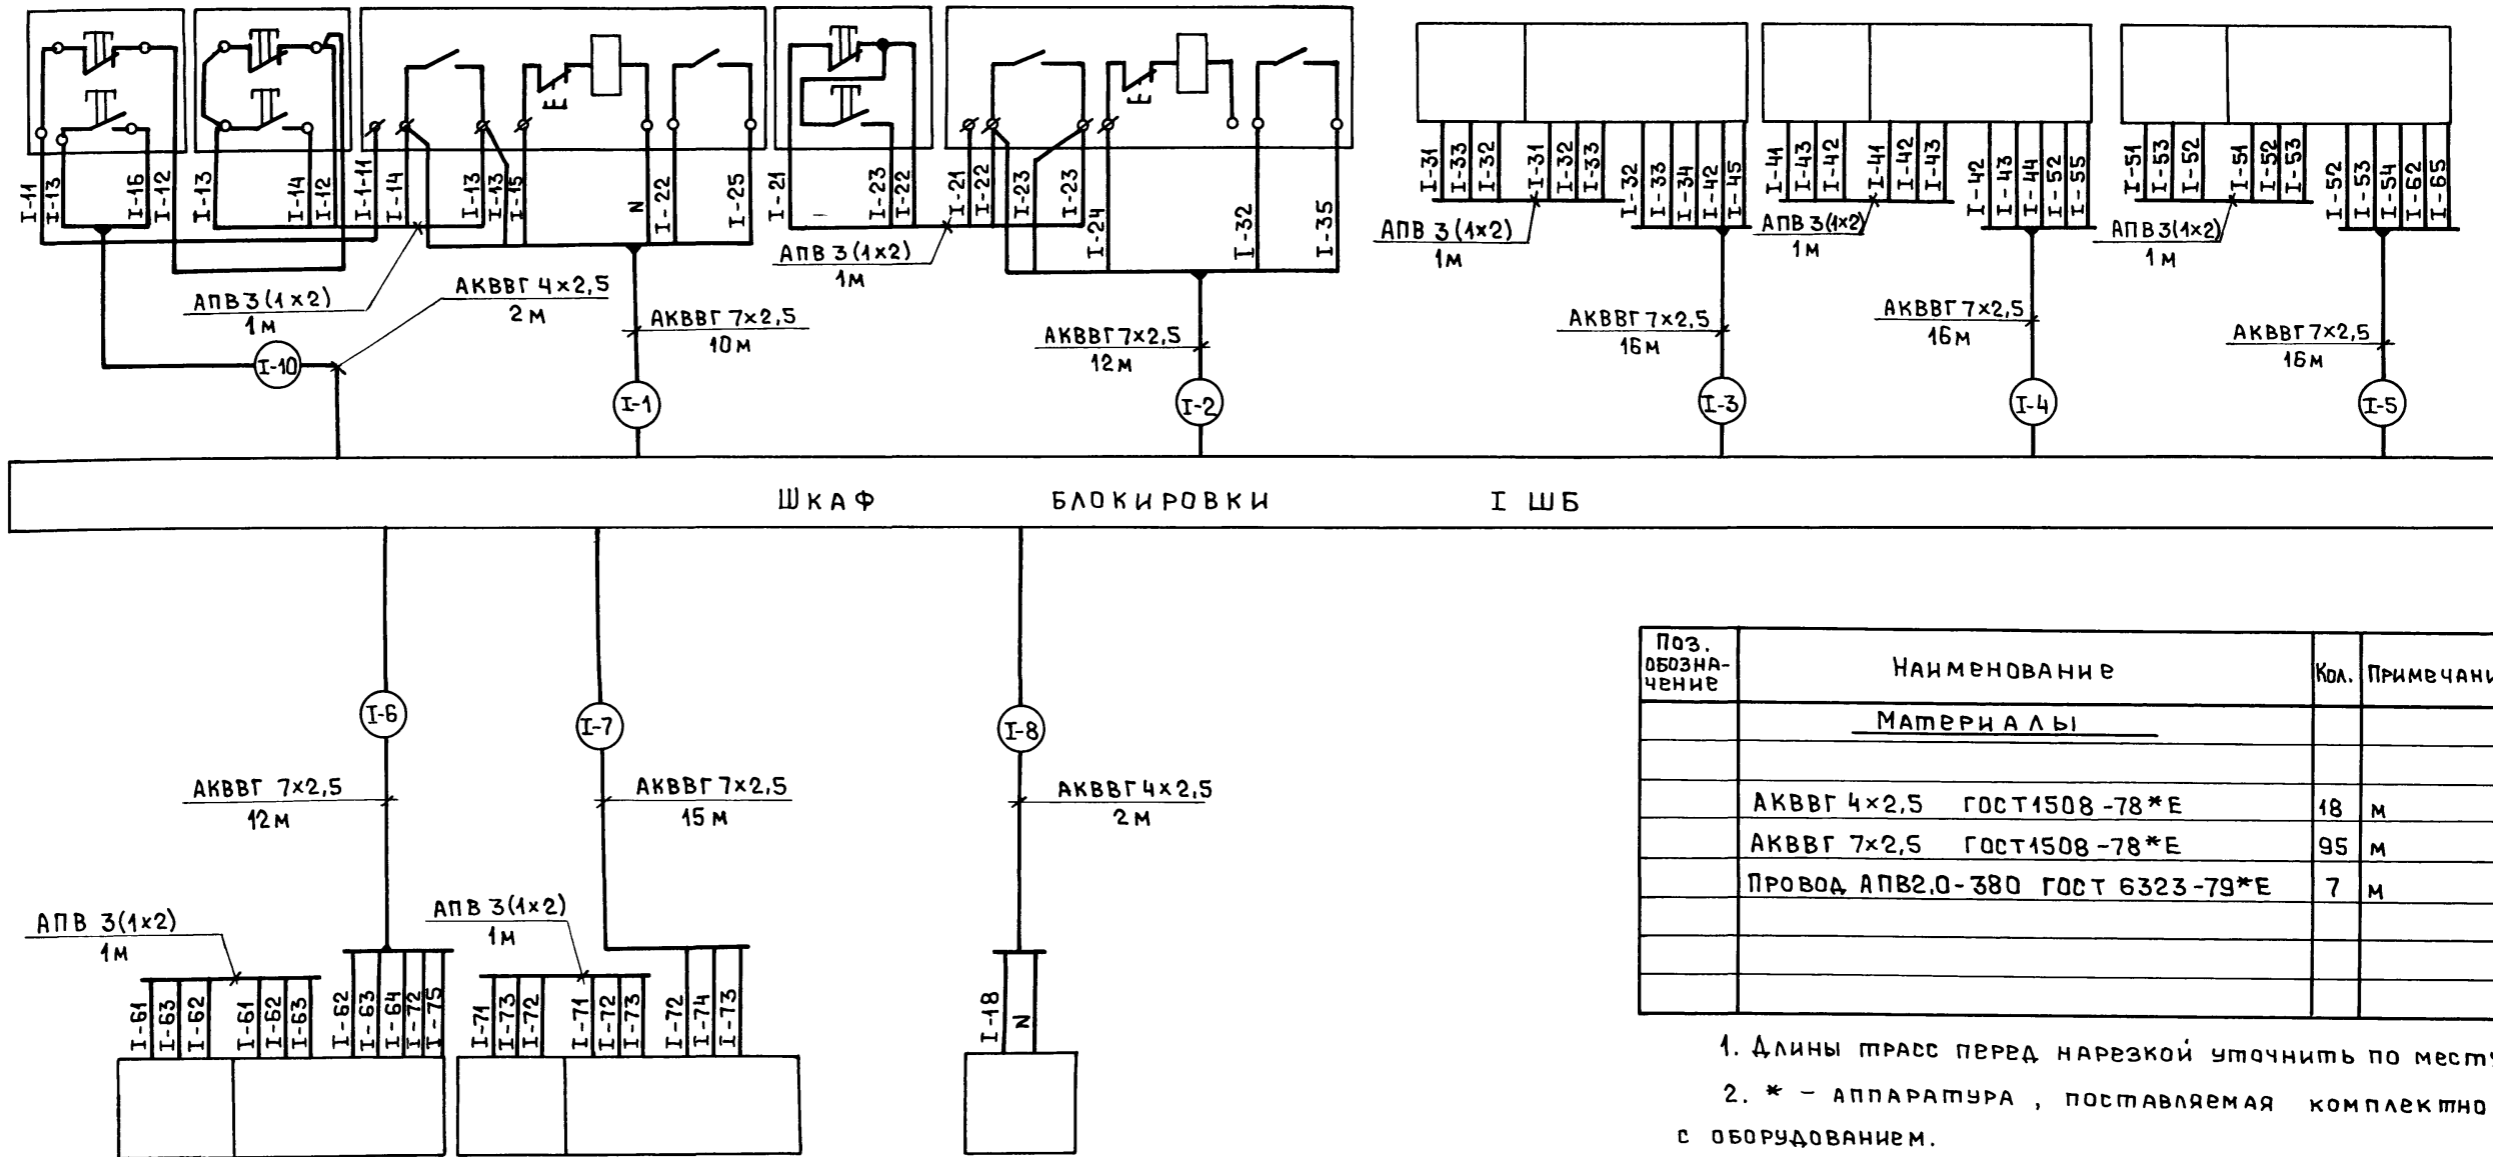 I-11
I-13
I-16
I-12
I-13
I-14
I-12
I-1-11
I-14
I-13
I-13
I-15
N
I-22
I-25
I-21
I-23
I-22
I-21
I-22
I-23
I-23
I-24
I-32
I-35
I-31
I-33
I-32
I-31
I-32
I-33
I-32
I-33
I-34
I-42
I-45
I-41
I-43
I-42
I-41
I-42
I-43
I-42
I-43
I-44
I-52
I-55
I-51
I-53
I-52
I-51
I-52
I-53
I-52
I-53
I-54
I-62
I-65
АПВ 3(1×2)
1м
АКВВГ 4×2,5
2м
АКВВГ 7×2,5
10м
АПВ 3(1×2)
1м
АКВВГ 7×2,5
12м
АПВ 3(1×2)
1м
АКВВГ 7×2,5
16м
АПВ 3(1×2)
1м
АКВВГ 7×2,5
16м
АПВ 3(1×2)
1м
АКВВГ 7×2,5
16м
I-10
I-1
I-2
I-3
I-4
I-5
ШКАФ БЛОКИРОВКИ I ШБ
I-6
I-7
I-8
АКВВГ 7×2,5
12м
АКВВГ 7×2,5
15м
АКВВГ 4×2,5
2м
АПВ 3(1×2)
1м
АПВ 3(1×2)
1м
I-61
I-63
I-62
I-61
I-62
I-63
I-62
I-63
I-64
I-72
I-75
I-71
I-73
I-72
I-71
I-72
I-73
I-72
I-74
I-73
I-18
N
ПОЗ. ОБОЗНА-ЧЕНИЕ НАИМЕНОВАНИЕ Кол. ПРИМЕЧАНИ
МАТЕРИАЛЫ
АКВВГ 4×2,5 ГОСТ1508-78*Е 18 м
АКВВГ 7×2,5 ГОСТ1508-78*Е 95 м
ПРОВОД АПВ2,0-380 ГОСТ 6323-79*Е 7 м
1. ДЛИНЫ ТРАСС ПЕРЕД НАРЕЗКОЙ УТОЧНИТЬ ПО МЕСТУ
2. * - АППАРАТУРА, ПОСТАВЛЯЕМАЯ КОМПЛЕКТНО
С ОБОРУДОВАНИЕМ.